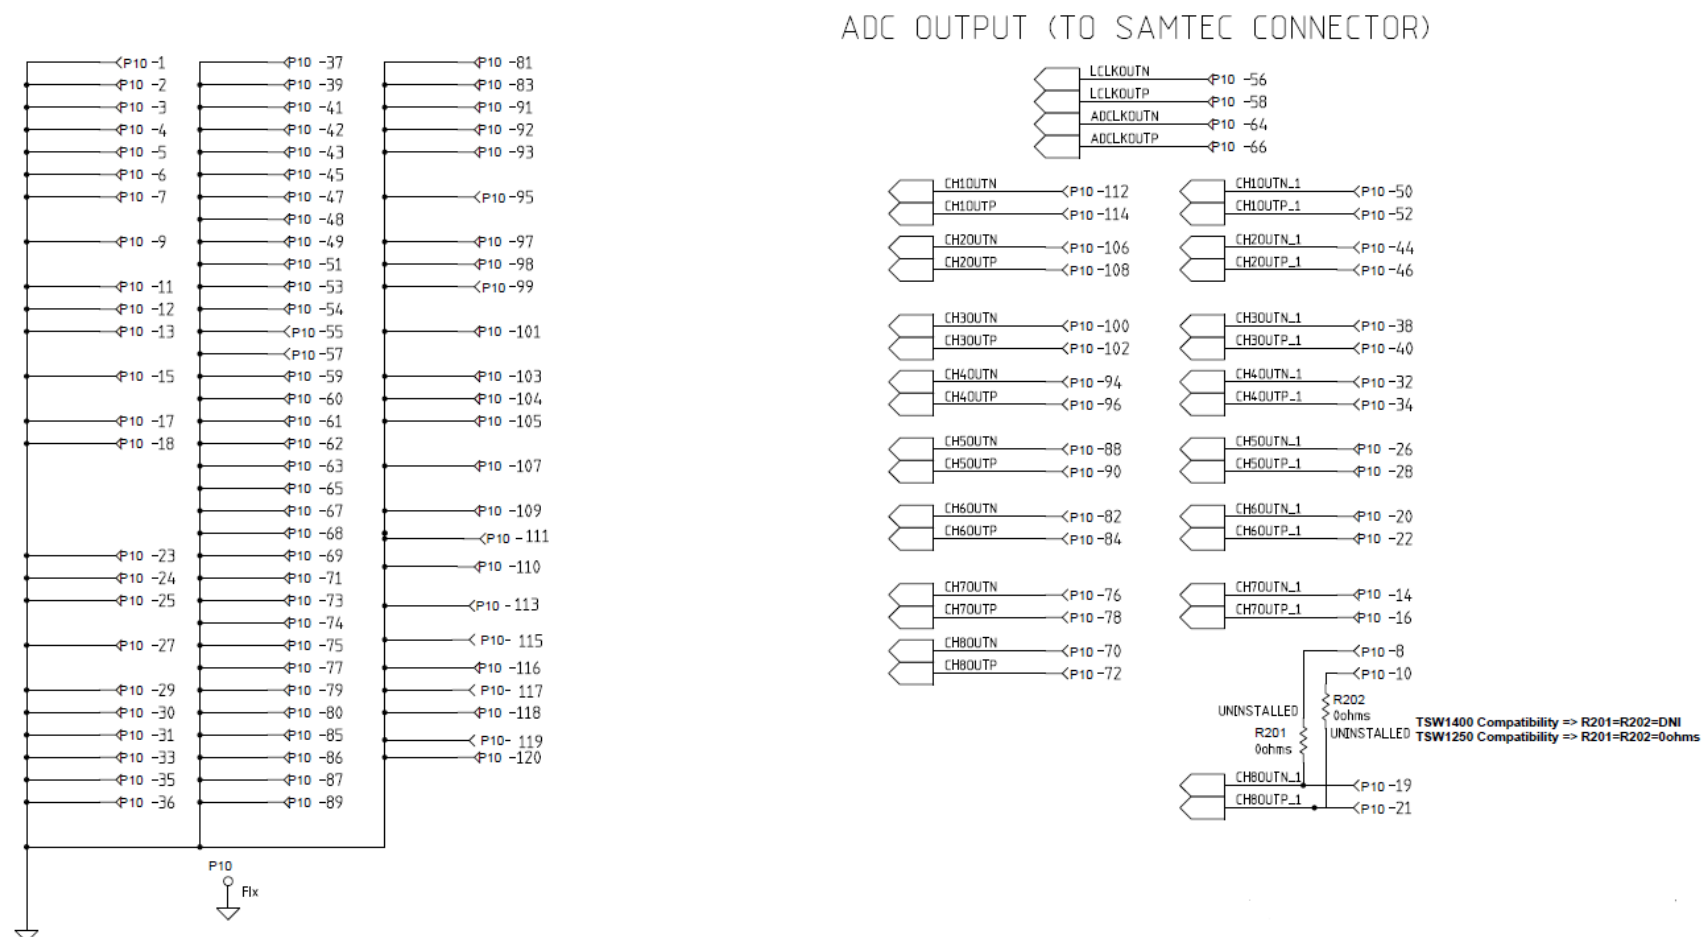 ADC OUTPUT (TO SAMTEC CONNECTOR)
P10 -1
P10 -2
P10 -3
P10 -4
P10 -5
P10 -6
P10 -7
P10 -9
P10 -11
P10 -12
P10 -13
P10 -15
P10 -17
P10 -18
P10 -23
P10 -24
P10 -25
P10 -27
P10 -29
P10 -30
P10 -31
P10 -33
P10 -35
P10 -36
P10 -37
P10 -39
P10 -41
P10 -42
P10 -43
P10 -45
P10 -47
P10 -48
P10 -49
P10 -51
P10 -53
P10 -54
P10 -55
P10 -57
P10 -59
P10 -60
P10 -61
P10 -62
P10 -63
P10 -65
P10 -67
P10 -68
P10 -69
P10 -71
P10 -73
P10 -74
P10 -75
P10 -77
P10 -79
P10 -80
P10 -85
P10 -86
P10 -87
P10 -89
P10 -81
P10 -83
P10 -91
P10 -92
P10 -93
P10 -95
P10 -97
P10 -98
P10 -99
P10 -101
P10 -103
P10 -104
P10 -105
P10 -107
P10 -109
P10 - 111
P10 -110
P10 - 113
P10- 115
P10 -116
P10- 117
P10 -118
P10- 119
P10 -120
P10
FIx
LCLKOUTN P10 -56
LCLKOUTP P10 -58
ADCLKOUTN P10 -64
ADCLKOUTP P10 -66
CH1OUTN P10 -112
CH1OUTP P10 -114
CH2OUTN P10 -106
CH2OUTP P10 -108
CH3OUTN P10 -100
CH3OUTP P10 -102
CH4OUTN P10 -94
CH4OUTP P10 -96
CH5OUTN P10 -88
CH5OUTP P10 -90
CH6OUTN P10 -82
CH6OUTP P10 -84
CH7OUTN P10 -76
CH7OUTP P10 -78
CH8OUTN P10 -70
CH8OUTP P10 -72
CH1OUTN_1 P10 -50
CH1OUTP_1 P10 -52
CH2OUTN_1 P10 -44
CH2OUTP_1 P10 -46
CH3OUTN_1 P10 -38
CH3OUTP_1 P10 -40
CH4OUTN_1 P10 -32
CH4OUTP_1 P10 -34
CH5OUTN_1 P10 -26
CH5OUTP_1 P10 -28
CH6OUTN_1 P10 -20
CH6OUTP_1 P10 -22
CH7OUTN_1 P10 -14
CH7OUTP_1 P10 -16
P10 -8
P10 -10
R202
0ohms
UNINSTALLED
UNINSTALLED
R201
0ohms
TSW1400 Compatibility => R201=R202=DNI
TSW1250 Compatibility => R201=R202=0ohms
CH8OUTN_1 P10 -19
CH8OUTP_1 P10 -21